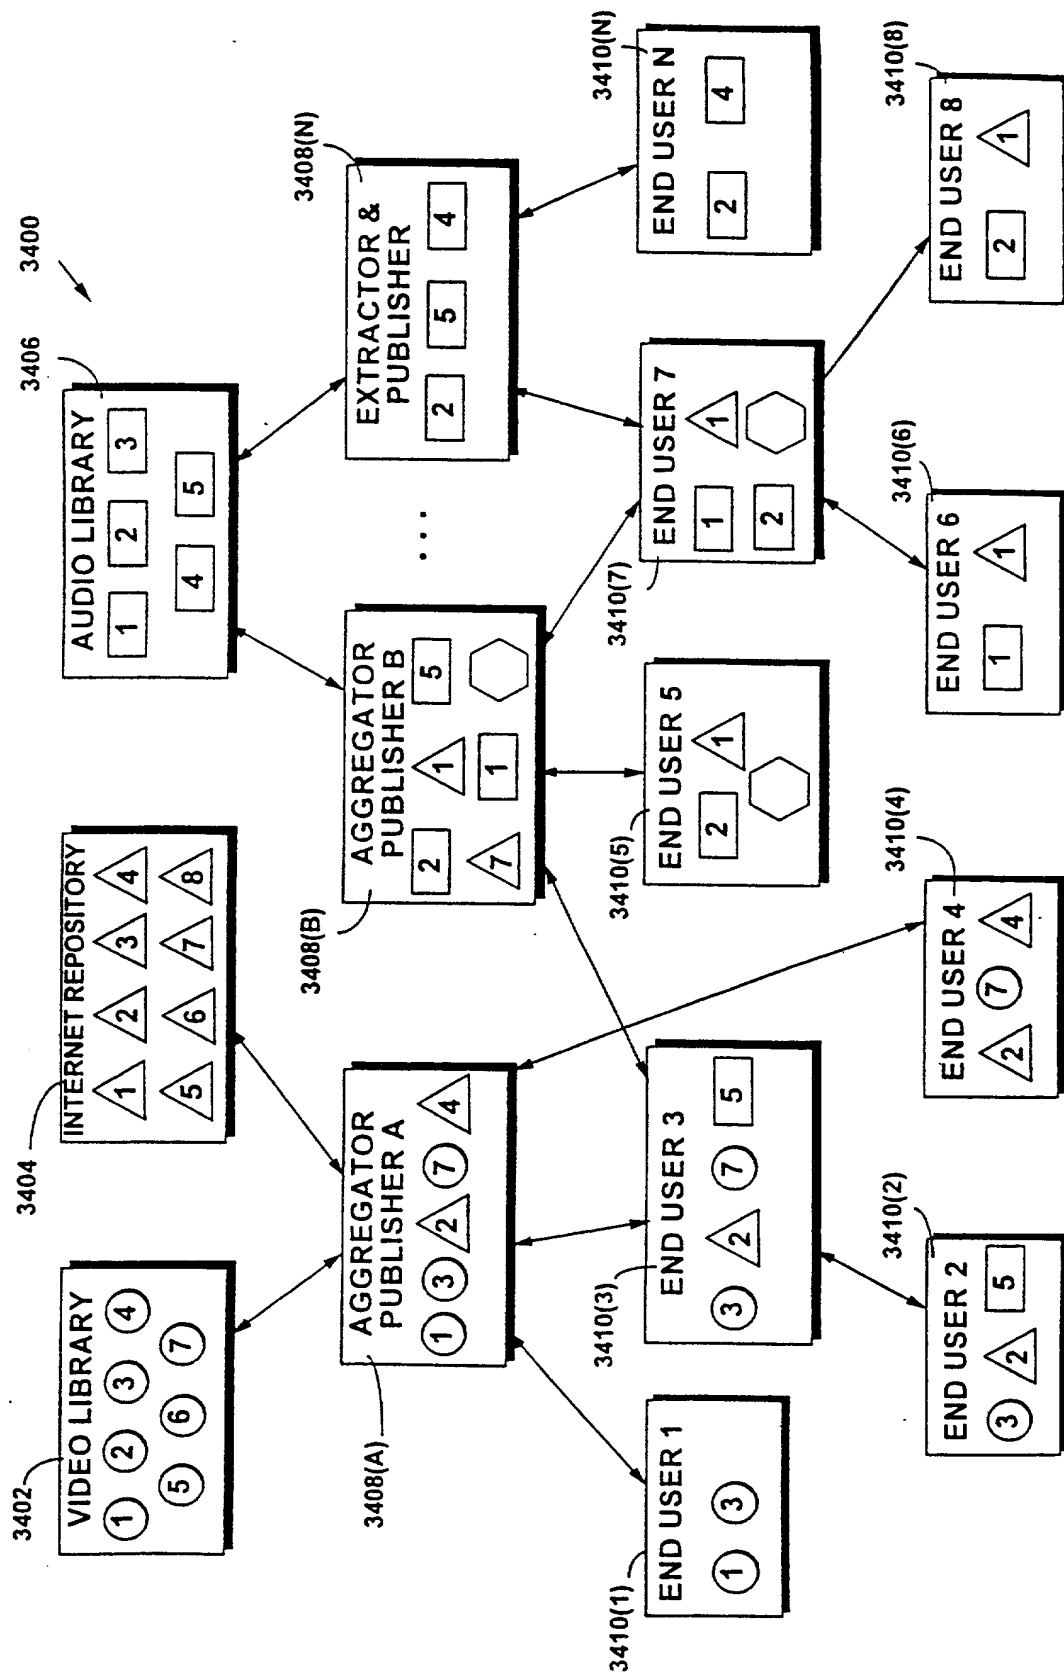 3400
3402
VIDEO LIBRARY
1 2 3 4
5 6 7
3404
INTERNET REPOSITORY
1 2 3 4
5 6 7 8
3406
AUDIO LIBRARY
1 2 3
4 5
3408(A)
AGGREGATOR
PUBLISHER A
1 3 2 7 4
3408(B)
AGGREGATOR
PUBLISHER B
2 1 5
7 1
...
3408(N)
EXTRACTOR &
PUBLISHER
2 5 4
3410(1)
END USER 1
1 3
3410(3)
END USER 3
3 2 7 5
3410(5)
END USER 5
2 1
3410(7)
END USER 7
1 1
2
3410(N)
END USER N
2 4
3410(2)
END USER 2
3 2 5
3410(4)
END USER 4
2 7 4
3410(6)
END USER 6
1 1
3410(8)
END USER 8
2 1